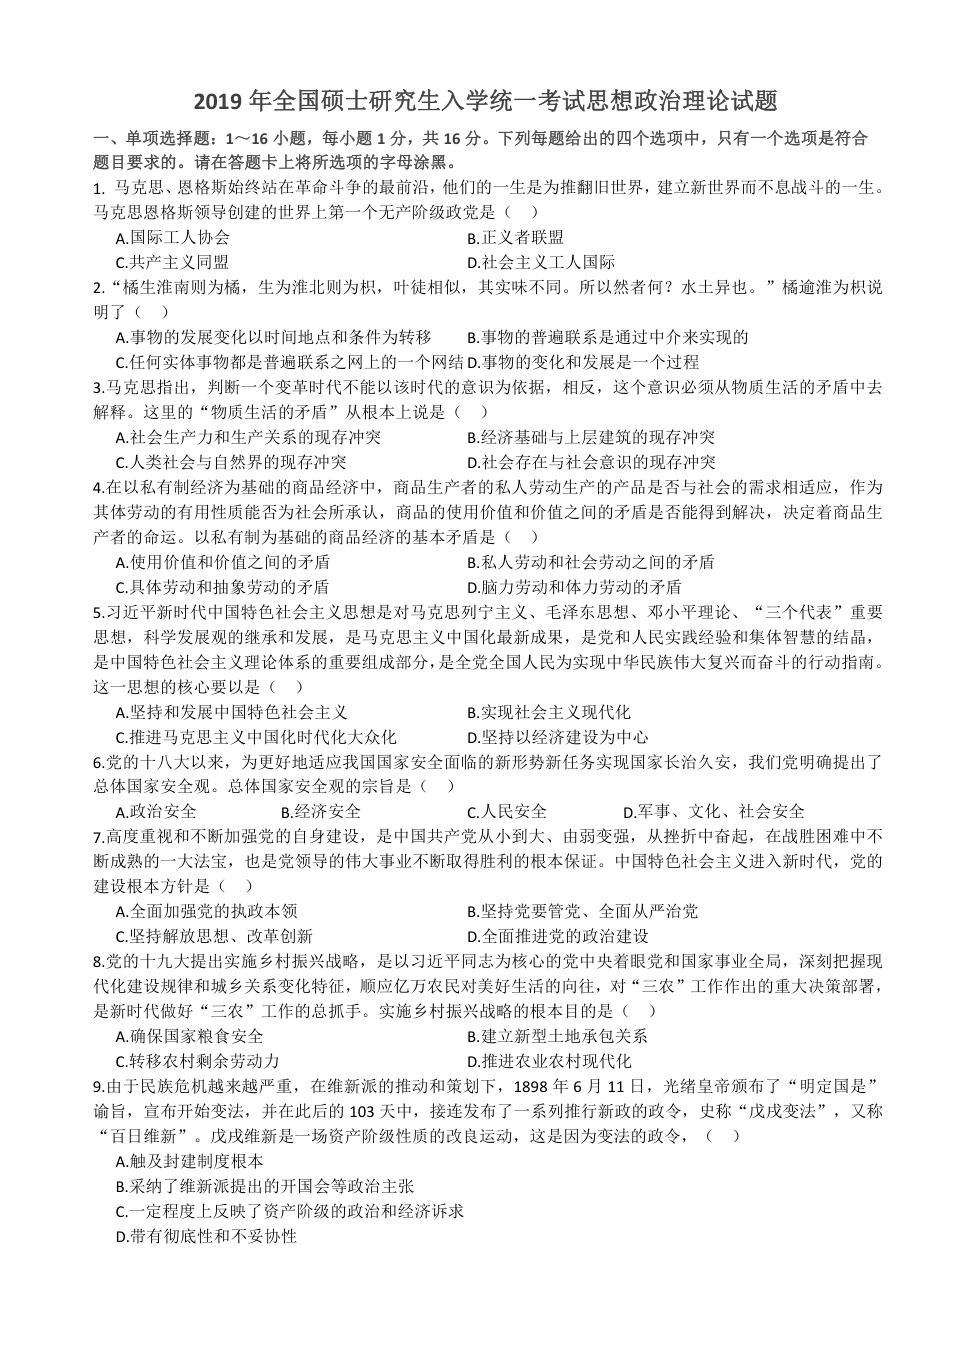 2019 年全国硕士研究生入学统一考试思想政治理论试题
一、单项选择题：1～16 小题，每小题 1 分，共 16 分。下列每题给出的四个选项中，只有一个选项是符合
题目要求的。请在答题卡上将所选项的字母涂黑。
1. 马克思、恩格斯始终站在革命斗争的最前沿，他们的一生是为推翻旧世界，建立新世界而不息战斗的一生。
马克思恩格斯领导创建的世界上第一个无产阶级政党是（　）
A.国际工人协会 B.正义者联盟
C.共产主义同盟 D.社会主义工人国际
2.“橘生淮南则为橘，生为淮北则为枳，叶徒相似，其实味不同。所以然者何？水土异也。”橘逾淮为枳说
明了（　）
A.事物的发展变化以时间地点和条件为转移 B.事物的普遍联系是通过中介来实现的
C.任何实体事物都是普遍联系之网上的一个网结 D.事物的变化和发展是一个过程
3.马克思指出，判断一个变革时代不能以该时代的意识为依据，相反，这个意识必须从物质生活的矛盾中去
解释。这里的“物质生活的矛盾”从根本上说是（　）
A.社会生产力和生产关系的现存冲突 B.经济基础与上层建筑的现存冲突
C.人类社会与自然界的现存冲突 D.社会存在与社会意识的现存冲突
4.在以私有制经济为基础的商品经济中，商品生产者的私人劳动生产的产品是否与社会的需求相适应，作为
其体劳动的有用性质能否为社会所承认，商品的使用价值和价值之间的矛盾是否能得到解决，决定着商品生
产者的命运。以私有制为基础的商品经济的基本矛盾是（　）
A.使用价值和价值之间的矛盾 B.私人劳动和社会劳动之间的矛盾
C.具体劳动和抽象劳动的矛盾 D.脑力劳动和体力劳动的矛盾
5.习近平新时代中国特色社会主义思想是对马克思列宁主义、毛泽东思想、邓小平理论、“三个代表”重要
思想，科学发展观的继承和发展，是马克思主义中国化最新成果，是党和人民实践经验和集体智慧的结晶，
是中国特色社会主义理论体系的重要组成部分，是全党全国人民为实现中华民族伟大复兴而奋斗的行动指南。
这一思想的核心要以是（　）
A.坚持和发展中国特色社会主义 B.实现社会主义现代化
C.推进马克思主义中国化时代化大众化 D.坚持以经济建设为中心
6.党的十八大以来，为更好地适应我国国家安全面临的新形势新任务实现国家长治久安，我们党明确提出了
总体国家安全观。总体国家安全观的宗旨是（　）
A.政治安全 B.经济安全 C.人民安全 D.军事、文化、社会安全
7.高度重视和不断加强党的自身建设，是中国共产党从小到大、由弱变强，从挫折中奋起，在战胜困难中不
断成熟的一大法宝，也是党领导的伟大事业不断取得胜利的根本保证。中国特色社会主义进入新时代，党的
建设根本方针是（　）
A.全面加强党的执政本领 B.坚持党要管党、全面从严治党
C.坚持解放思想、改革创新 D.全面推进党的政治建设
8.党的十九大提出实施乡村振兴战略，是以习近平同志为核心的党中央着眼党和国家事业全局，深刻把握现
代化建设规律和城乡关系变化特征，顺应亿万农民对美好生活的向往，对“三农”工作作出的重大决策部署，
是新时代做好“三农”工作的总抓手。实施乡村振兴战略的根本目的是（　）
A.确保国家粮食安全 B.建立新型土地承包关系
C.转移农村剩余劳动力 D.推进农业农村现代化
9.由于民族危机越来越严重，在维新派的推动和策划下，1898 年 6 月 11 日，光绪皇帝颁布了“明定国是”
谕旨，宣布开始变法，并在此后的 103 天中，接连发布了一系列推行新政的政令，史称“戊戌变法”，又称
“百日维新”。戊戌维新是一场资产阶级性质的改良运动，这是因为变法的政令，（　）
A.触及封建制度根本
B.采纳了维新派提出的开国会等政治主张
C.一定程度上反映了资产阶级的政治和经济诉求
D.带有彻底性和不妥协性